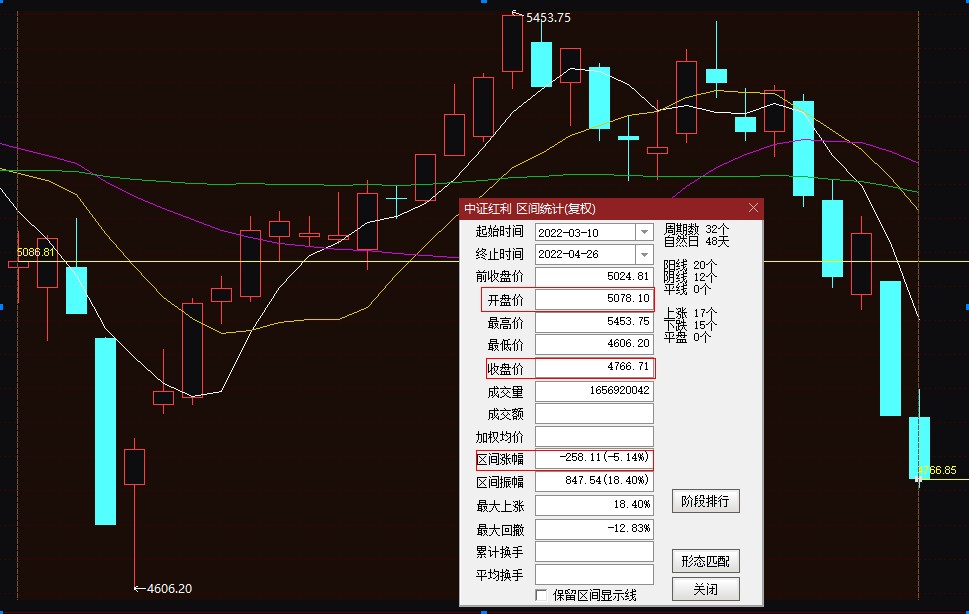 5453.75
5086.81
4606.20
4766.85
中证红利 区间统计(复权)
起始时间 2022-03-10
终止时间 2022-04-26
前收盘价 5024.81
开盘价 5078.10
最高价 5453.75
最低价 4606.20
收盘价 4766.71
成交量 1656920042
成交额
加权均价
区间涨幅 -258.11(-5.14%)
区间振幅 847.54(18.40%)
最大上涨 18.40%
最大回撤 -12.83%
累计换手
平均换手
保留区间显示线
周期数 32个
自然日 48天
阳线 20个
阴线 12个
平线 0个
上涨 17个
下跌 15个
平盘 0个
阶段排行
形态匹配
关闭